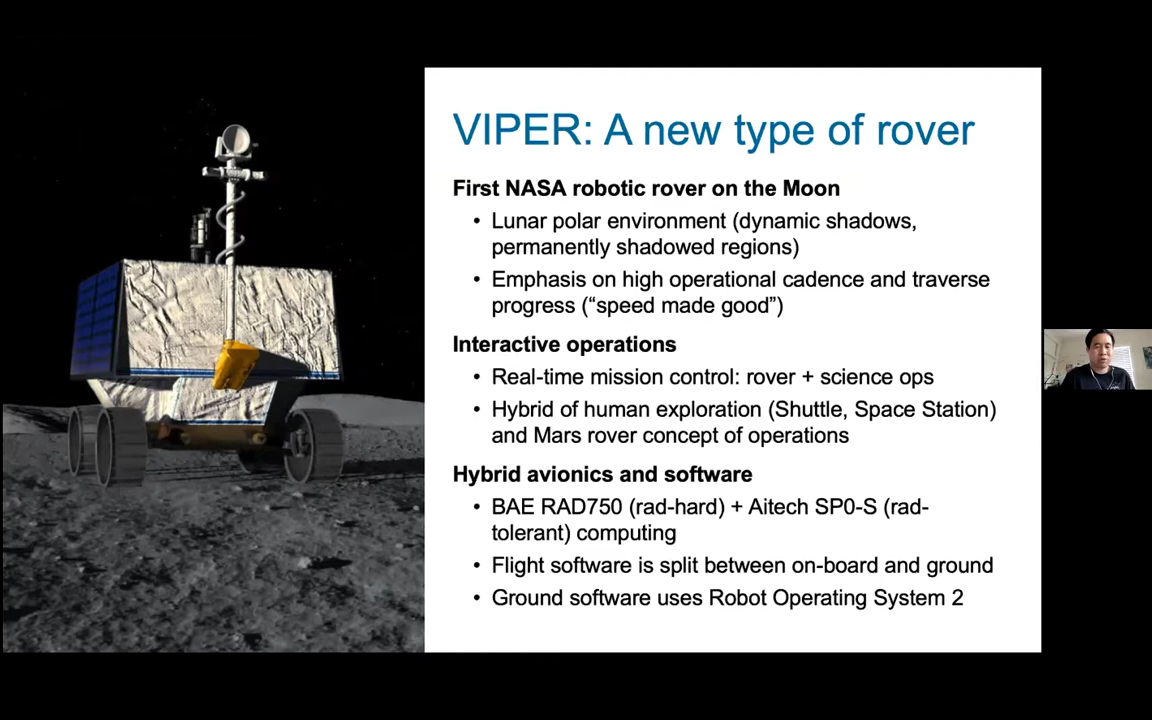 VIPER: A new type of rover
First NASA robotic rover on the Moon
• Lunar polar environment (dynamic shadows,
permanently shadowed regions)
• Emphasis on high operational cadence and traverse
progress (“speed made good”)
Interactive operations
• Real-time mission control: rover + science ops
• Hybrid of human exploration (Shuttle, Space Station)
and Mars rover concept of operations
Hybrid avionics and software
• BAE RAD750 (rad-hard) + Aitech SP0-S (rad-
tolerant) computing
• Flight software is split between on-board and ground
• Ground software uses Robot Operating System 2